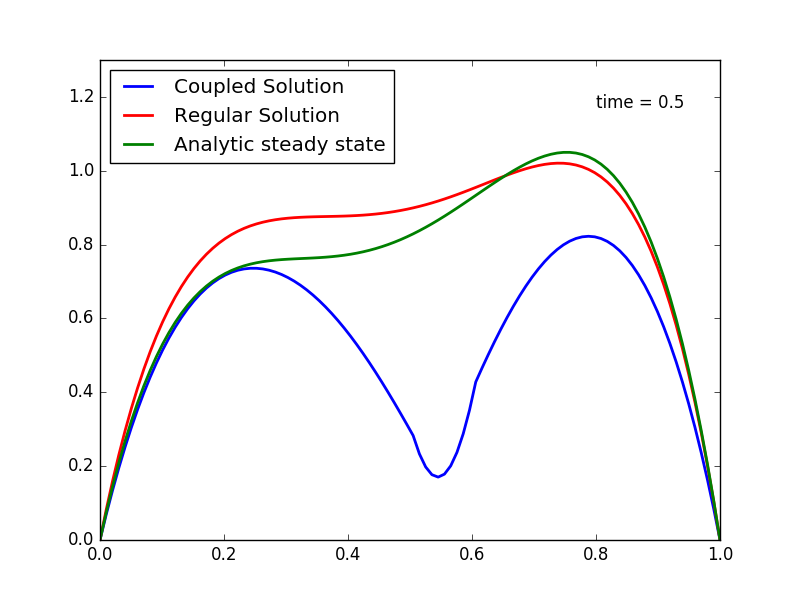 Coupled Solution
Regular Solution
Analytic steady state
time = 0.5
1.2
1.0
0.8
0.6
0.4
0.2
0.0
0.0 0.2 0.4 0.6 0.8 1.0